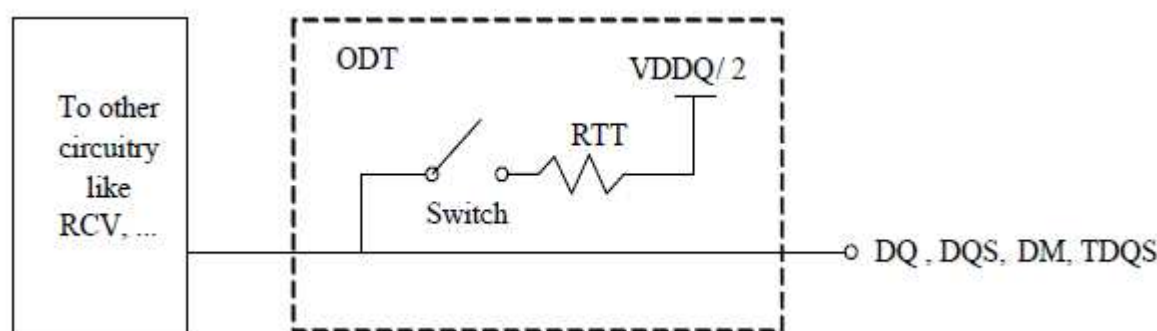 To other
circuitry
like
RCV, ...
ODT
VDDQ/ 2
RTT
Switch
DQ , DQS, DM, TDQS